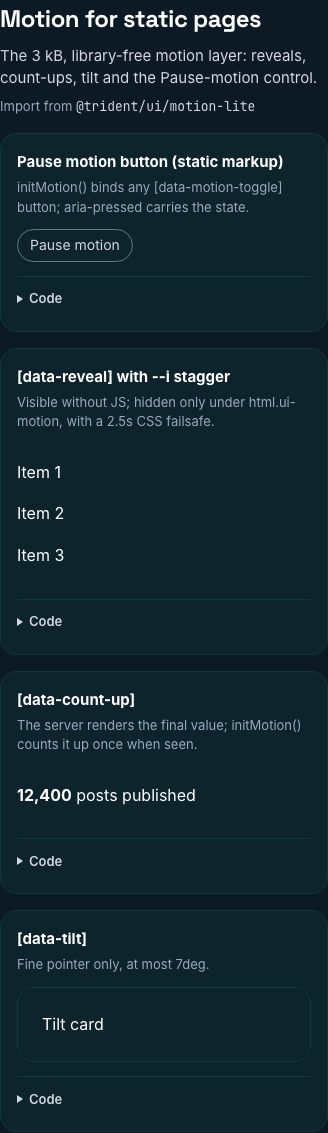 Motion for static pages
The 3 kB, library-free motion layer: reveals,
count-ups, tilt and the Pause-motion control.
Import from @trident/ui/motion-lite
Pause motion button (static markup)
initMotion() binds any [data-motion-toggle]
button; aria-pressed carries the state.
Pause motion
Code
[data-reveal] with --i stagger
Visible without JS; hidden only under html.ui-
motion, with a 2.5s CSS failsafe.
Item 1
Item 2
Item 3
Code
[data-count-up]
The server renders the final value; initMotion()
counts it up once when seen.
12,400 posts published
Code
[data-tilt]
Fine pointer only, at most 7deg.
Tilt card
Code